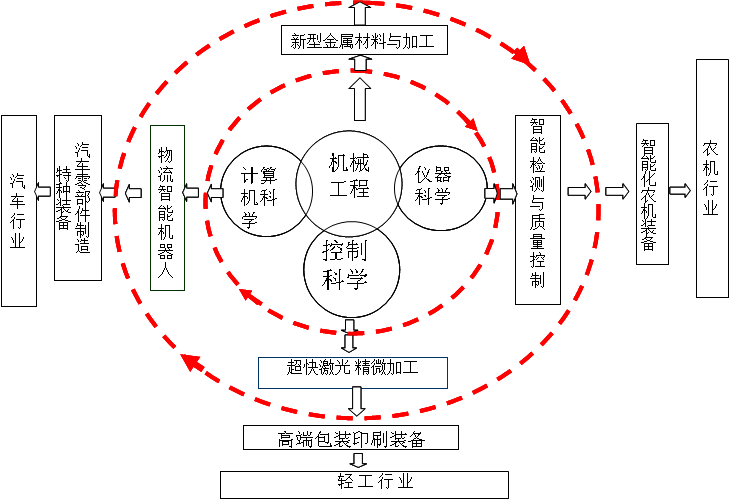 新型金属材料与加工
机械
工程
计算
机科
学
仪器
科学
控制
科学
汽车行业
汽车零部件制造
特种装备
物流智能机器人
智能检测与质量控制
智能化农机装备
农机行业
超快激光 精微加工
高端包装印刷装备
轻工行业